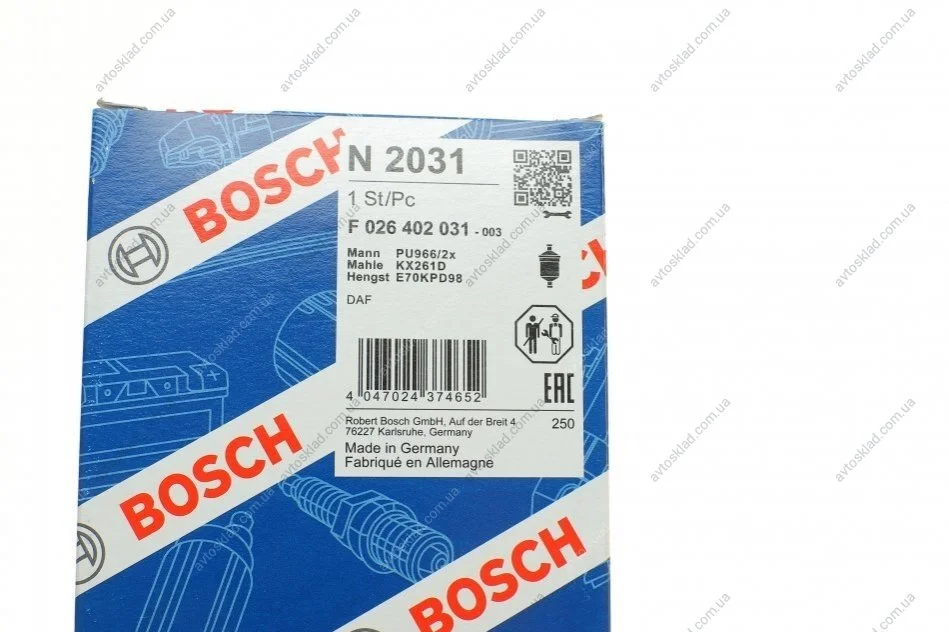 avtosklad.com.ua
BOSCH
N 2031
1 St/Pc
F 026 402 031 - 003
Mann PU966/2x
Mahle KX261D
Hengst E70KPD98
DAF
4 047024 374652
EAC
Robert Bosch GmbH, Auf der Breit 4
76227 Karlsruhe, Germany
250
Made in Germany
Fabriqué en Allemagne
BOSCH
BOSCH